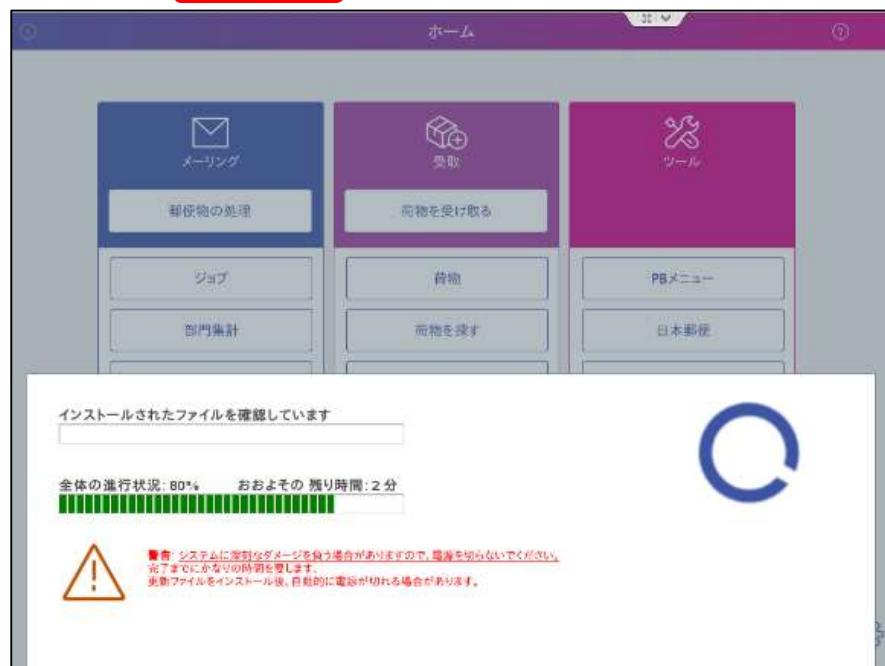 ホーム
メーリング
受取
ツール
郵便物の処理
荷物を受け取る
ジョブ
荷物
PBメニュー
部門集計
荷物を探す
日本郵便
インストールされたファイルを確認しています
全体の進行状況: 80% おおよその 残り時間: 2 分
警告: システムに深刻なダメージを負う場合がありますので、電源を切らないでください。
完了までにかなりの時間を要します.
更新ファイルをインストール後、自動的に電源が切れる場合があります。